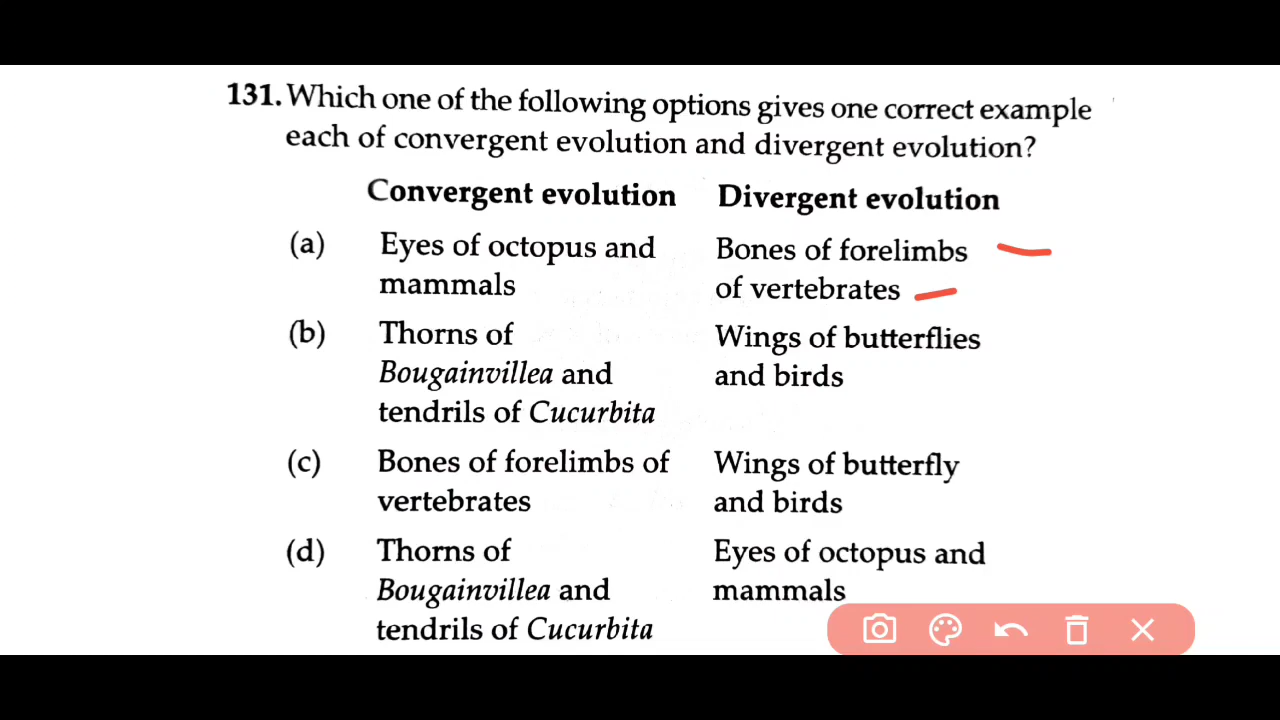 131. Which one of the following options gives one correct example
each of convergent evolution and divergent evolution?
Convergent evolution Divergent evolution
(a) Eyes of octopus and Bones of forelimbs
mammals of vertebrates
(b) Thorns of Wings of butterflies
Bougainvillea and and birds
tendrils of Cucurbita
(c) Bones of forelimbs of Wings of butterfly
vertebrates and birds
(d) Thorns of Eyes of octopus and
Bougainvillea and mammals
tendrils of Cucurbita